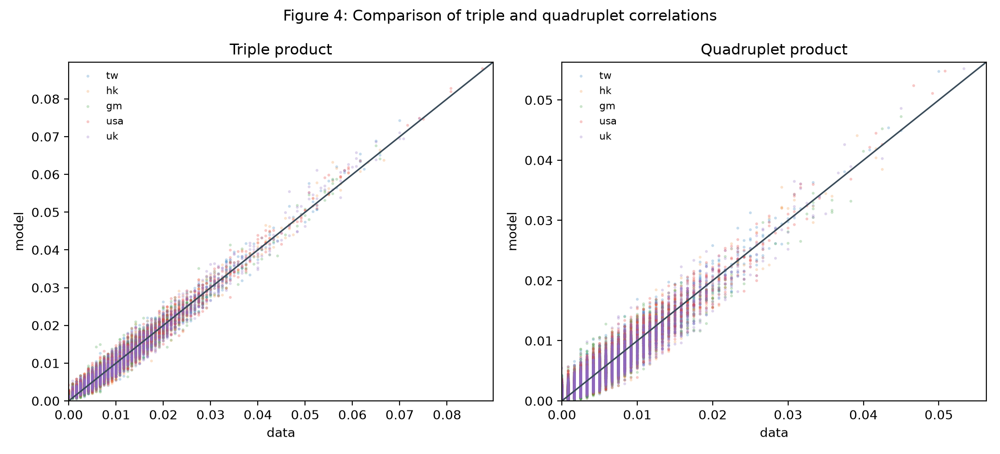 Figure 4: Comparison of triple and quadruplet correlations
Triple product
tw
hk
gm
usa
uk
0.08
0.07
0.06
0.05
0.04
0.03
0.02
0.01
0.00
model
0.00 0.01 0.02 0.03 0.04 0.05 0.06 0.07 0.08
data
Quadruplet product
tw
hk
gm
usa
uk
0.05
0.04
0.03
0.02
0.01
0.00
model
0.00 0.01 0.02 0.03 0.04 0.05
data